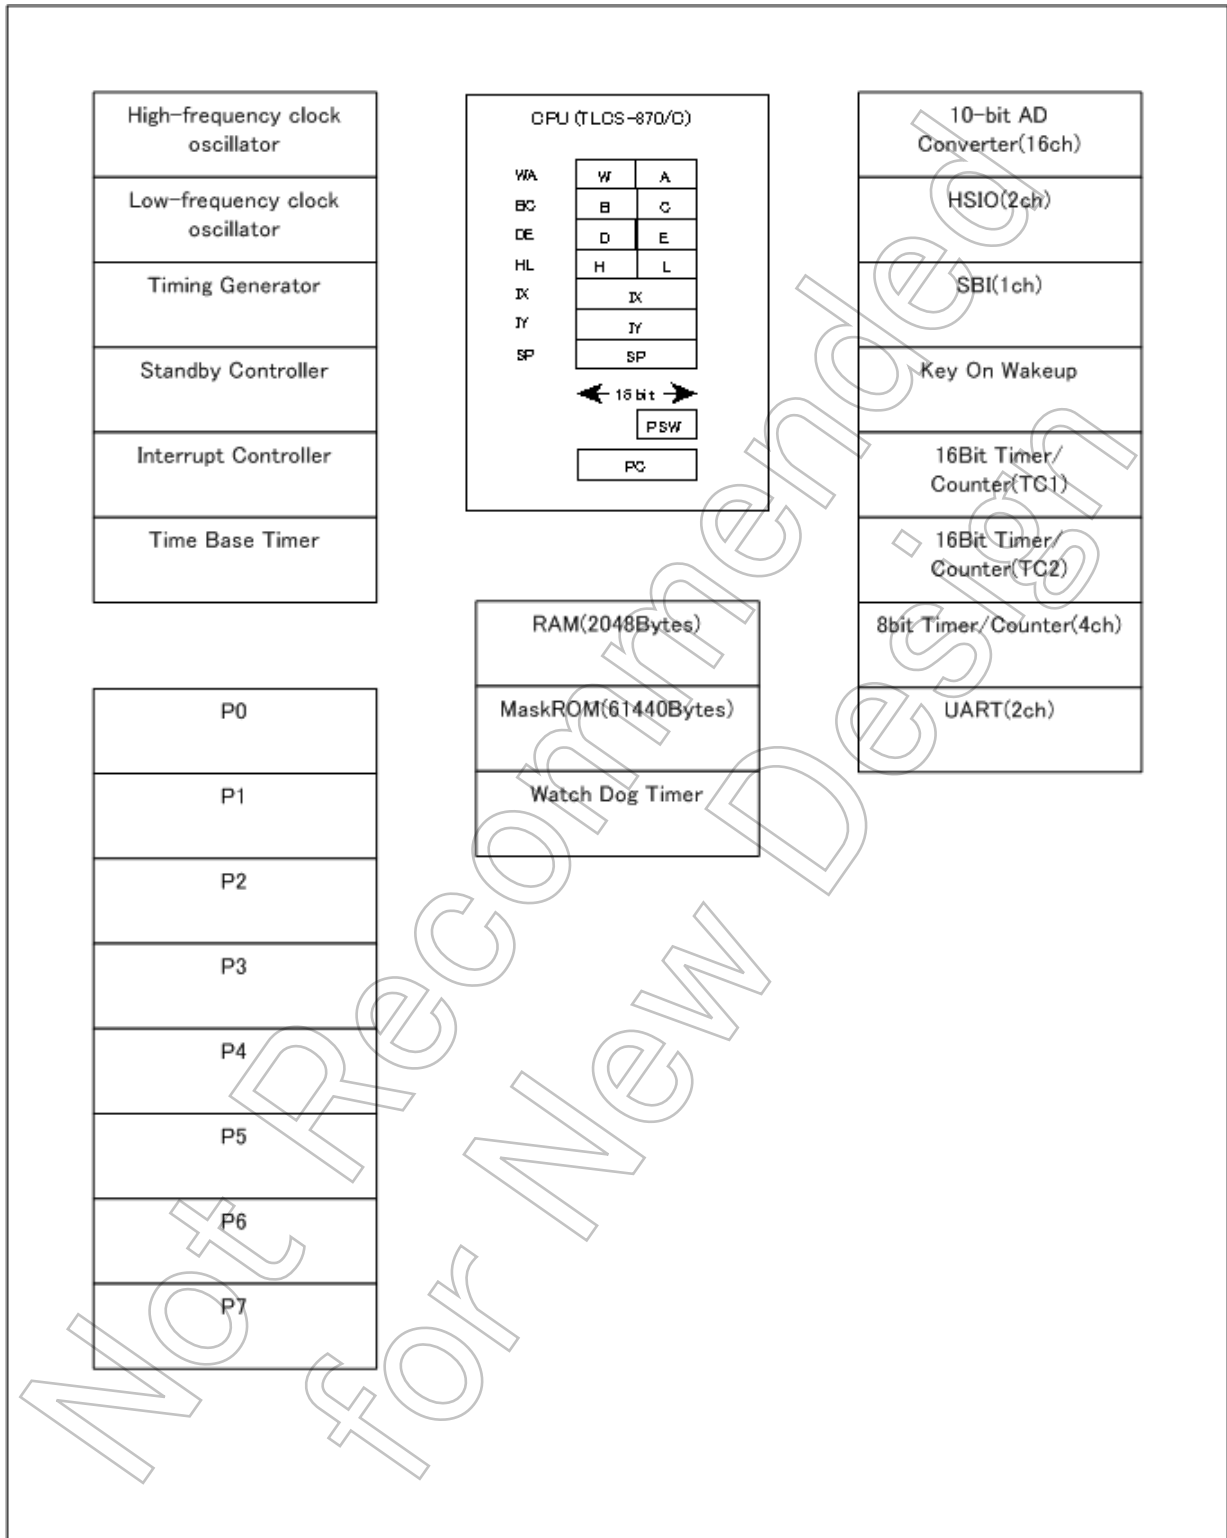 High-frequency clock
oscillator
Low-frequency clock
oscillator
Timing Generator
Standby Controller
Interrupt Controller
Time Base Timer
P0
P1
P2
P3
P4
P5
P6
P7
CPU (TLCS-870/C)
WA W A
BC B C
DE D E
HL H L
IX IX
IY IY
SP SP
16 bit
PSW
PC
RAM(2048Bytes)
MaskROM(61440Bytes)
Watch Dog Timer
10-bit AD
Converter(16ch)
HSIO(2ch)
SBI(1ch)
Key On Wakeup
16Bit Timer/
Counter(TC1)
16Bit Timer/
Counter(TC2)
8bit Timer/Counter(4ch)
UART(2ch)
Not Recommended
for New Design